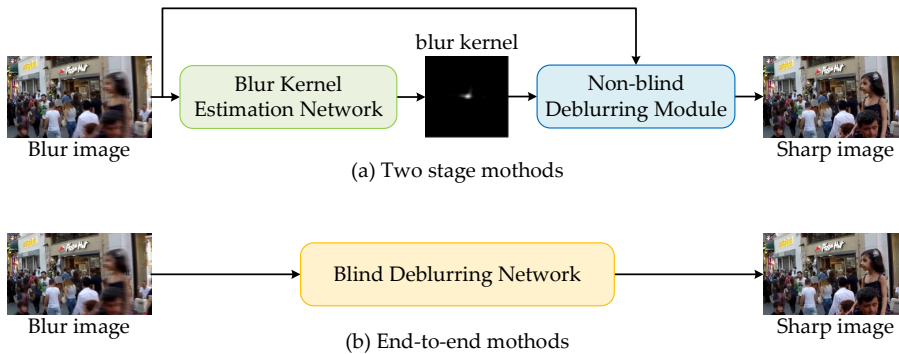 blur kernel
Blur Kernel
Estimation Network
Non-blind
Deblurring Module
Blur image
Sharp image
(a) Two stage mothods
Blind Deblurring Network
Blur image
Sharp image
(b) End-to-end mothods